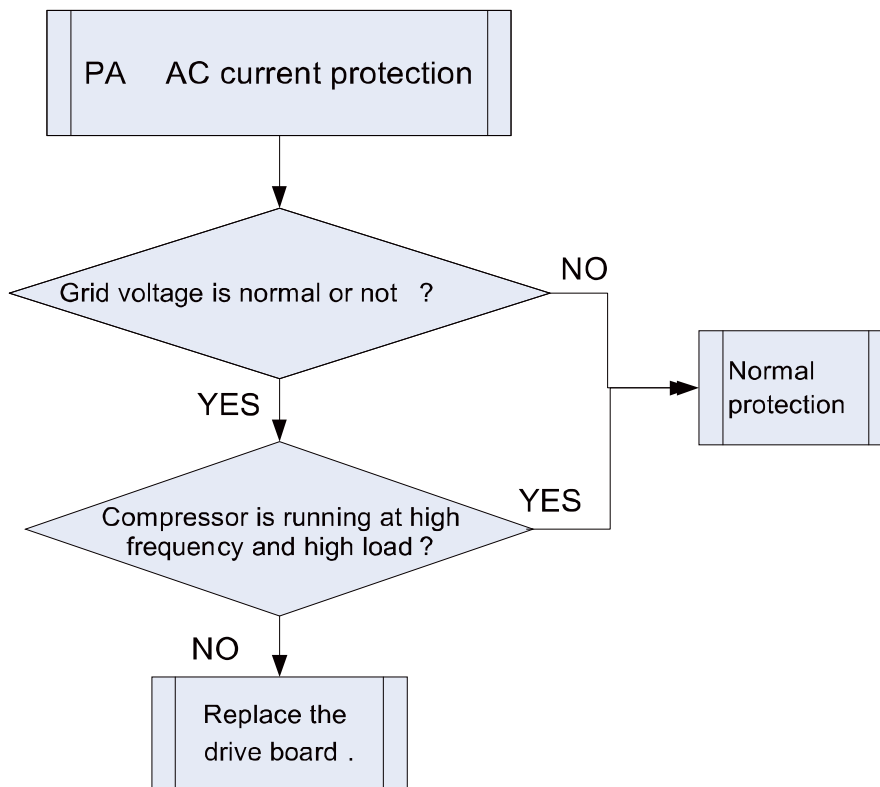 PA AC current protection
Grid voltage is normal or not ?
NO
YES
Normal
protection
Compressor is running at high
frequency and high load ?
YES
NO
Replace the
drive board .